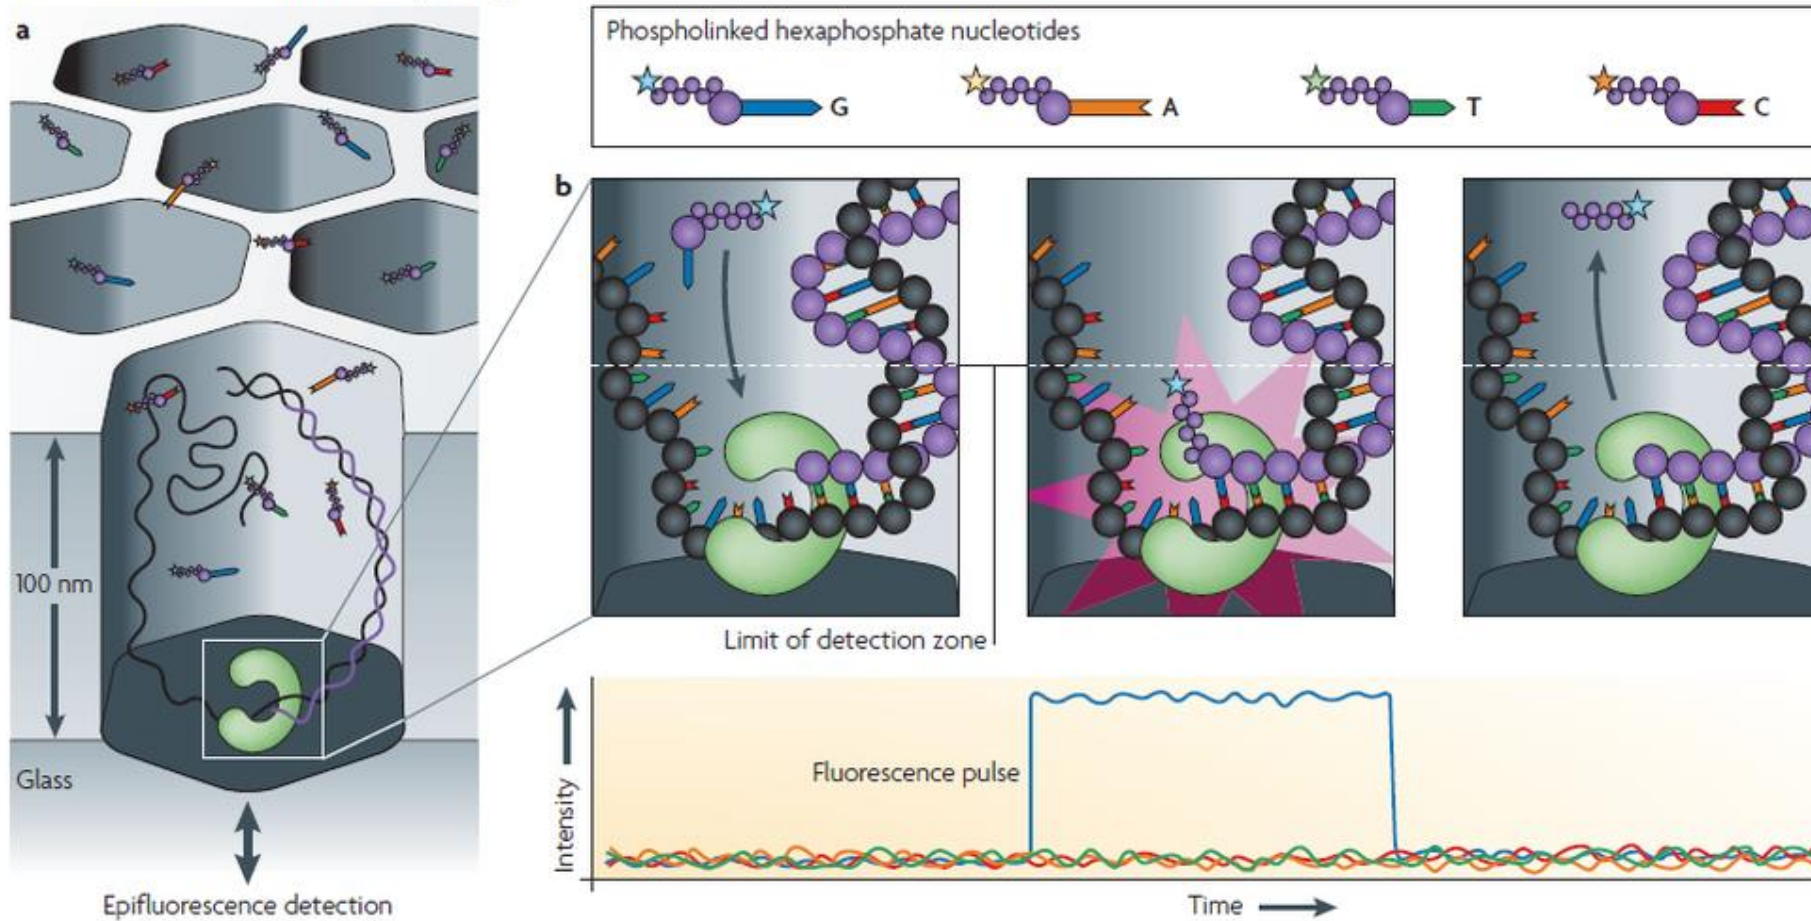 a
Phospholinked hexaphosphate nucleotides
G
A
T
C
b
100 nm
Glass
Epifluorescence detection
Limit of detection zone
Fluorescence pulse
Intensity
Time